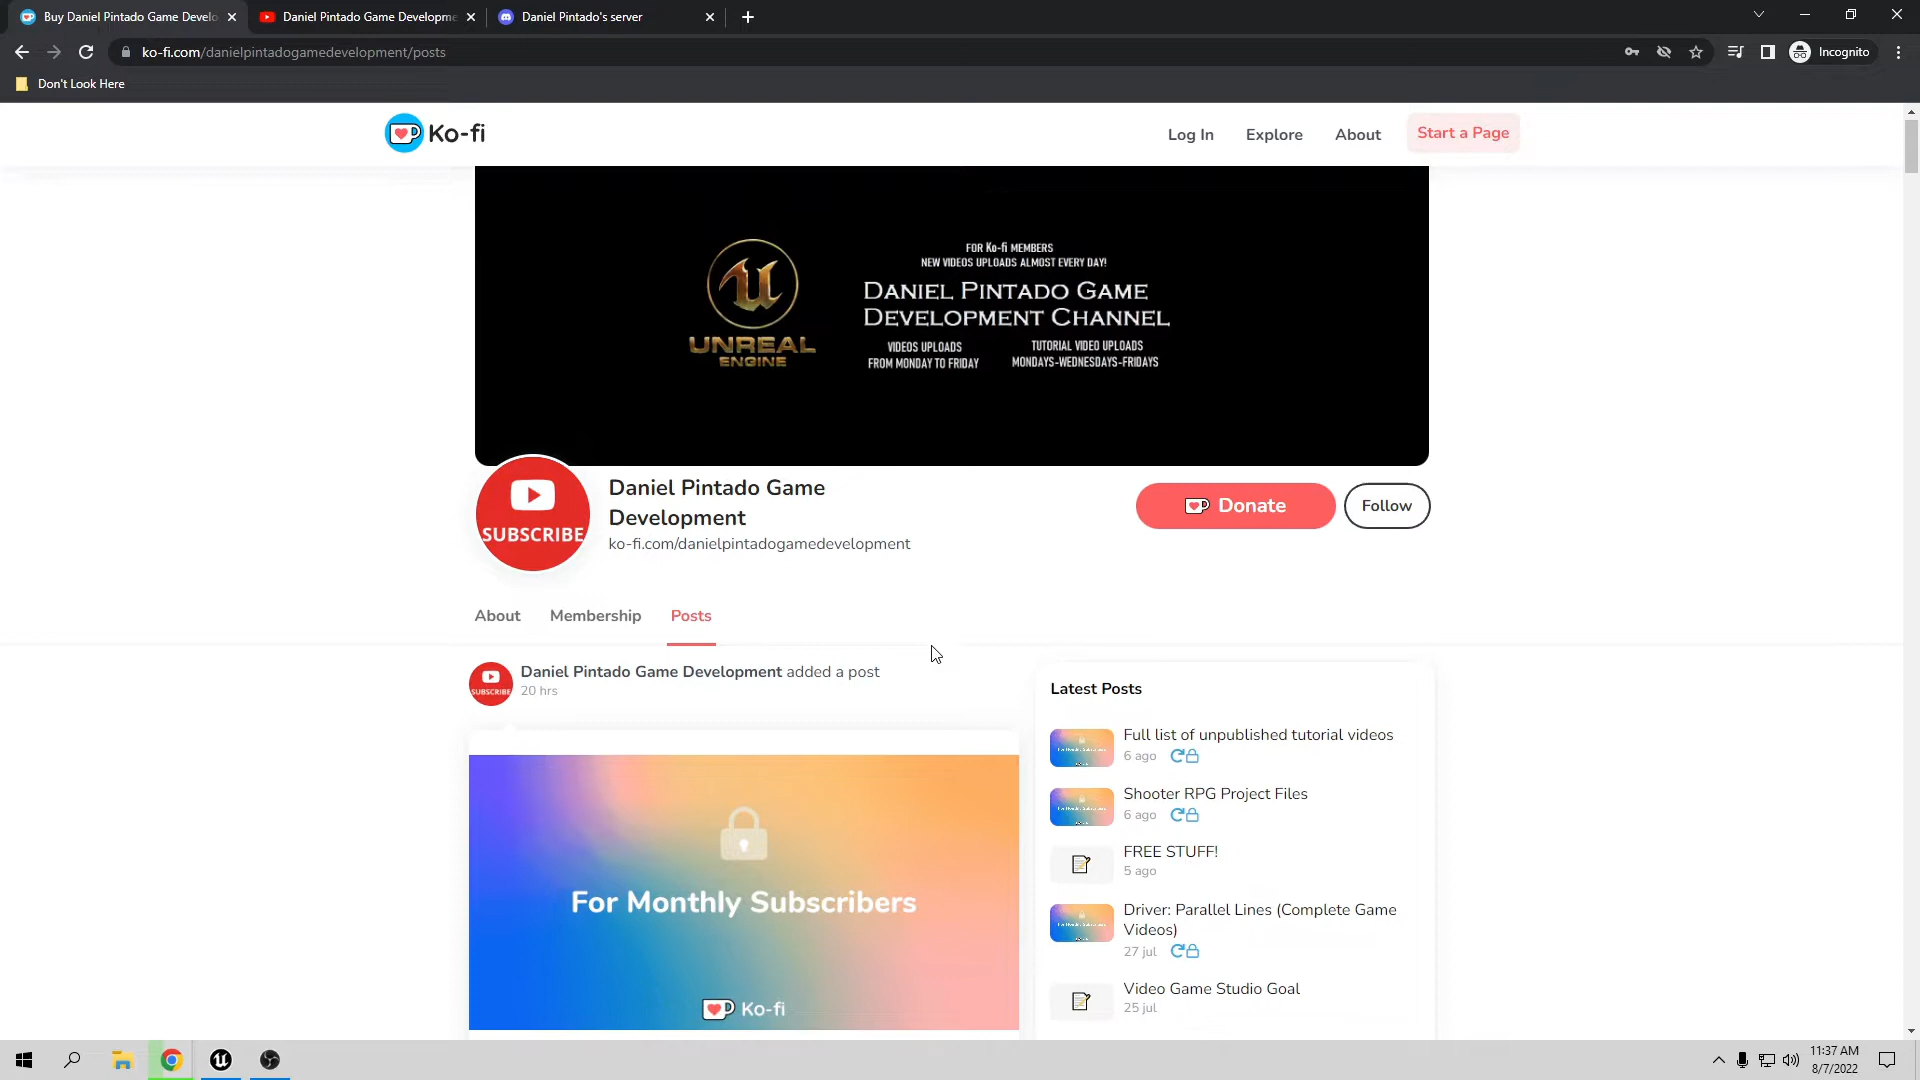 Buy Daniel Pintado Game Develo
Daniel Pintado Game Developme
Daniel Pintado's server
ko-fi.com/danielpintadogamedevelopment/posts
Incognito
Don't Look Here
Ko-fi
Log In
Explore
About
Start a Page
FOR Ko-fi MEMBERS
NEW VIDEOS UPLOADS ALMOST EVERY DAY!
DANIEL PINTADO GAME
DEVELOPMENT CHANNEL
UNREAL
ENGINE
VIDEOS UPLOADS
FROM MONDAY TO FRIDAY
TUTORIAL VIDEO UPLOADS
MONDAYS-WEDNESDAYS-FRIDAYS
SUBSCRIBE
Daniel Pintado Game
Development
ko-fi.com/danielpintadogamedevelopment
Donate
Follow
About
Membership
Posts
SUBSCRIBE
Daniel Pintado Game Development added a post
20 hrs
For Monthly Subscribers
Ko-fi
Latest Posts
Full list of unpublished tutorial videos
6 ago
Shooter RPG Project Files
6 ago
FREE STUFF!
5 ago
Driver: Parallel Lines (Complete Game
Videos)
27 jul
Video Game Studio Goal
25 jul
11:37 AM
8/7/2022